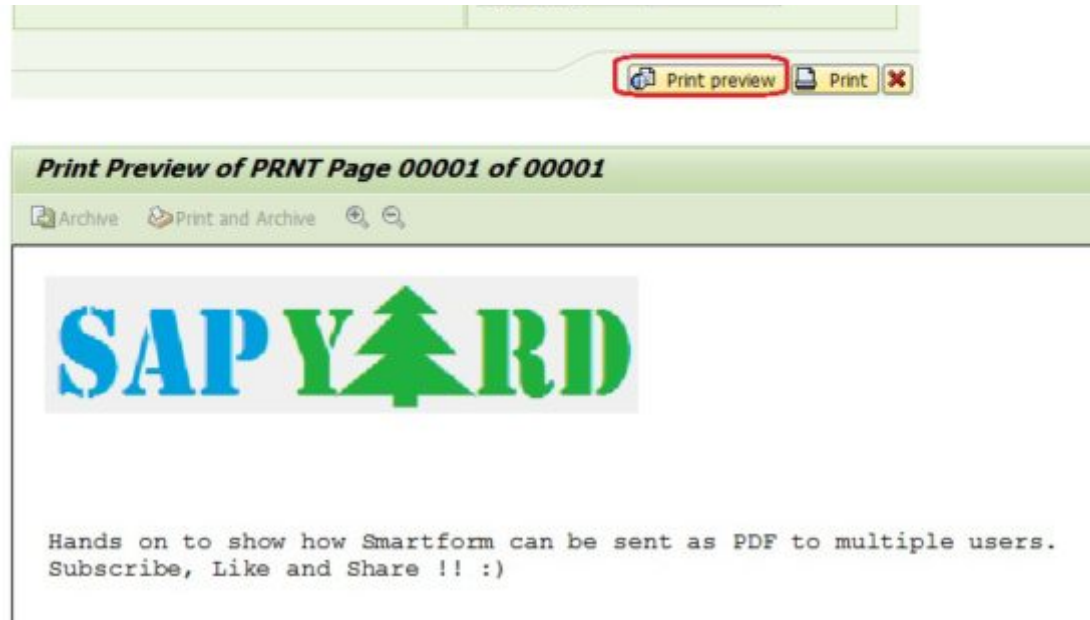 Print preview Print
Print Preview of PRNT Page 00001 of 00001
Archive Print and Archive
SAPYARD
Hands on to show how Smartform can be sent as PDF to multiple users.
Subscribe, Like and Share !! :)